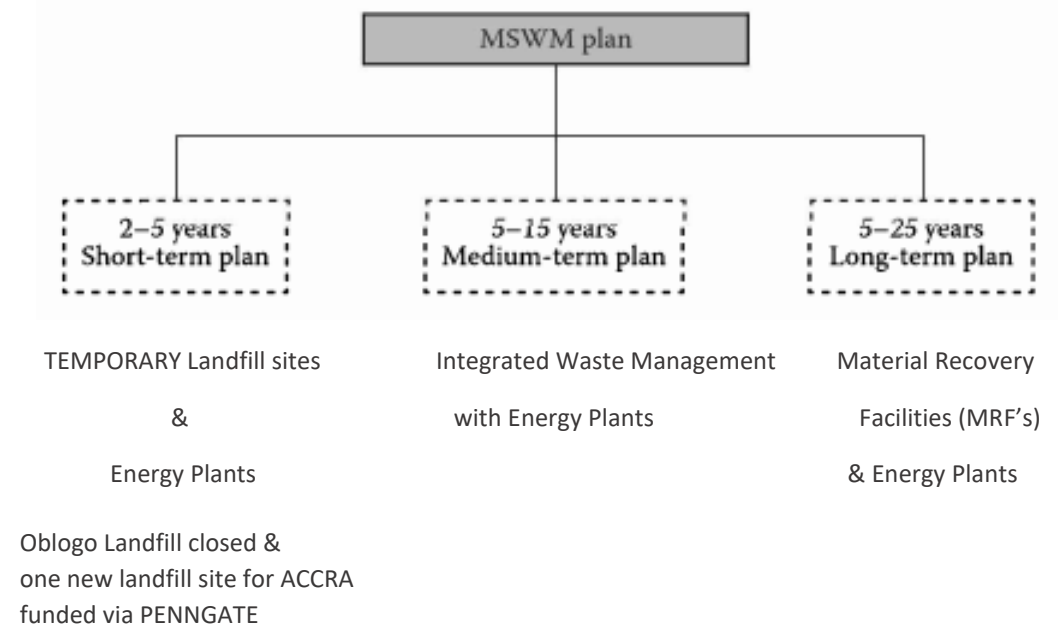 MSWM plan
2–5 years
Short-term plan
5–15 years
Medium-term plan
5–25 years
Long-term plan
TEMPORARY Landfill sites
&
Energy Plants
Integrated Waste Management
with Energy Plants
Material Recovery
Facilities (MRF’s)
& Energy Plants
Oblogo Landfill closed &
one new landfill site for ACCRA
funded via PENNGATE